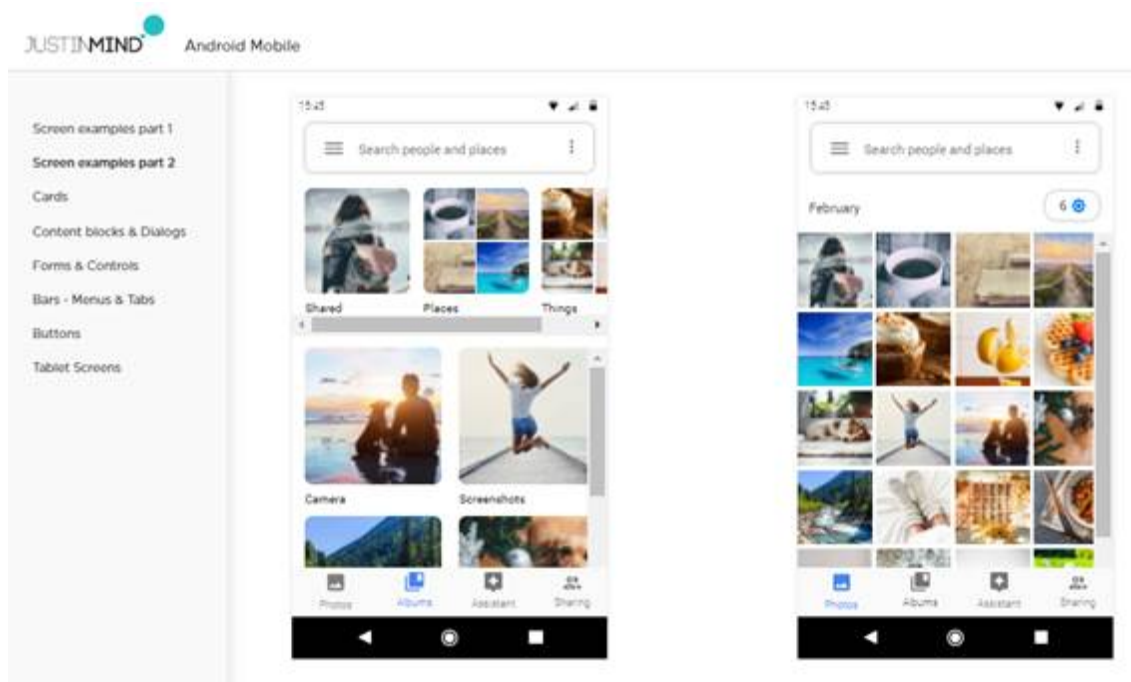 JUSTINMIND
Android Mobile
Screen examples part 1
Screen examples part 2
Cards
Content blocks & Dialogs
Forms & Controls
Bars - Menus & Tabs
Buttons
Tablet Screens
15:45
Search people and places
Shared Places Things
Camera Screenshots
Photos Albums Assistant Sharing
15:45
Search people and places
February 6
Photos Albums Assistant Sharing